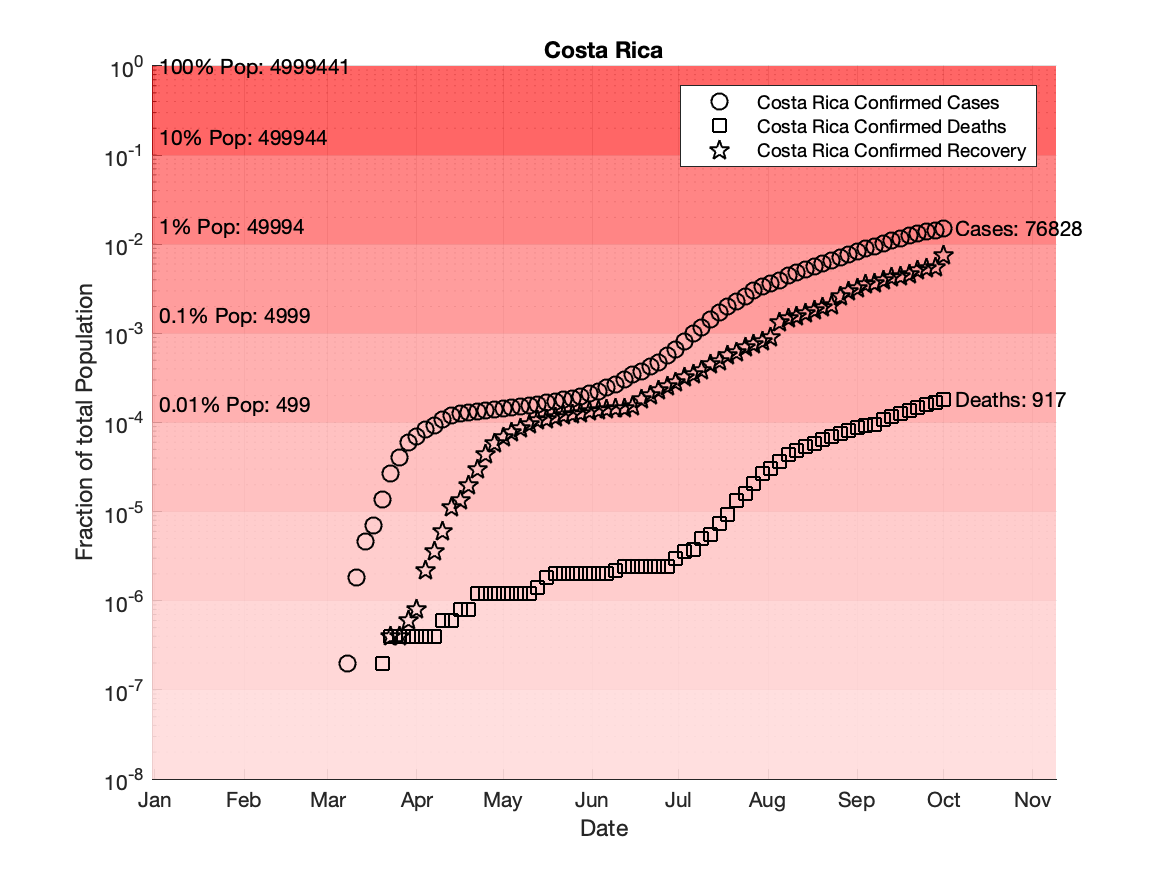 Costa Rica
10^0
100% Pop: 4999441
Costa Rica Confirmed Cases
Costa Rica Confirmed Deaths
Costa Rica Confirmed Recovery
10% Pop: 499944
10^-1
1% Pop: 49994
Cases: 76828
10^-2
0.1% Pop: 4999
10^-3
0.01% Pop: 499
Deaths: 917
10^-4
10^-5
10^-6
10^-7
10^-8
Fraction of total Population
Jan Feb Mar Apr May Jun Jul Aug Sep Oct Nov
Date